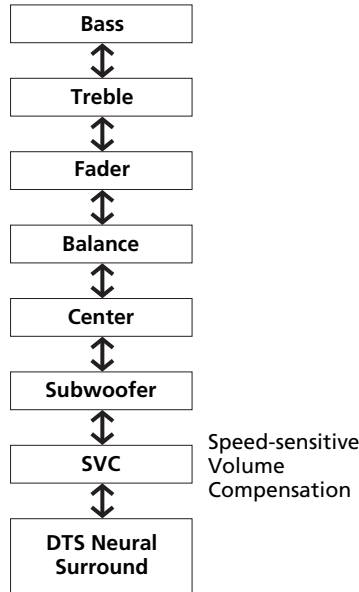 Bass
Treble
Fader
Balance
Center
Subwoofer
SVC
Speed-sensitive
Volume
Compensation
DTS Neural
Surround